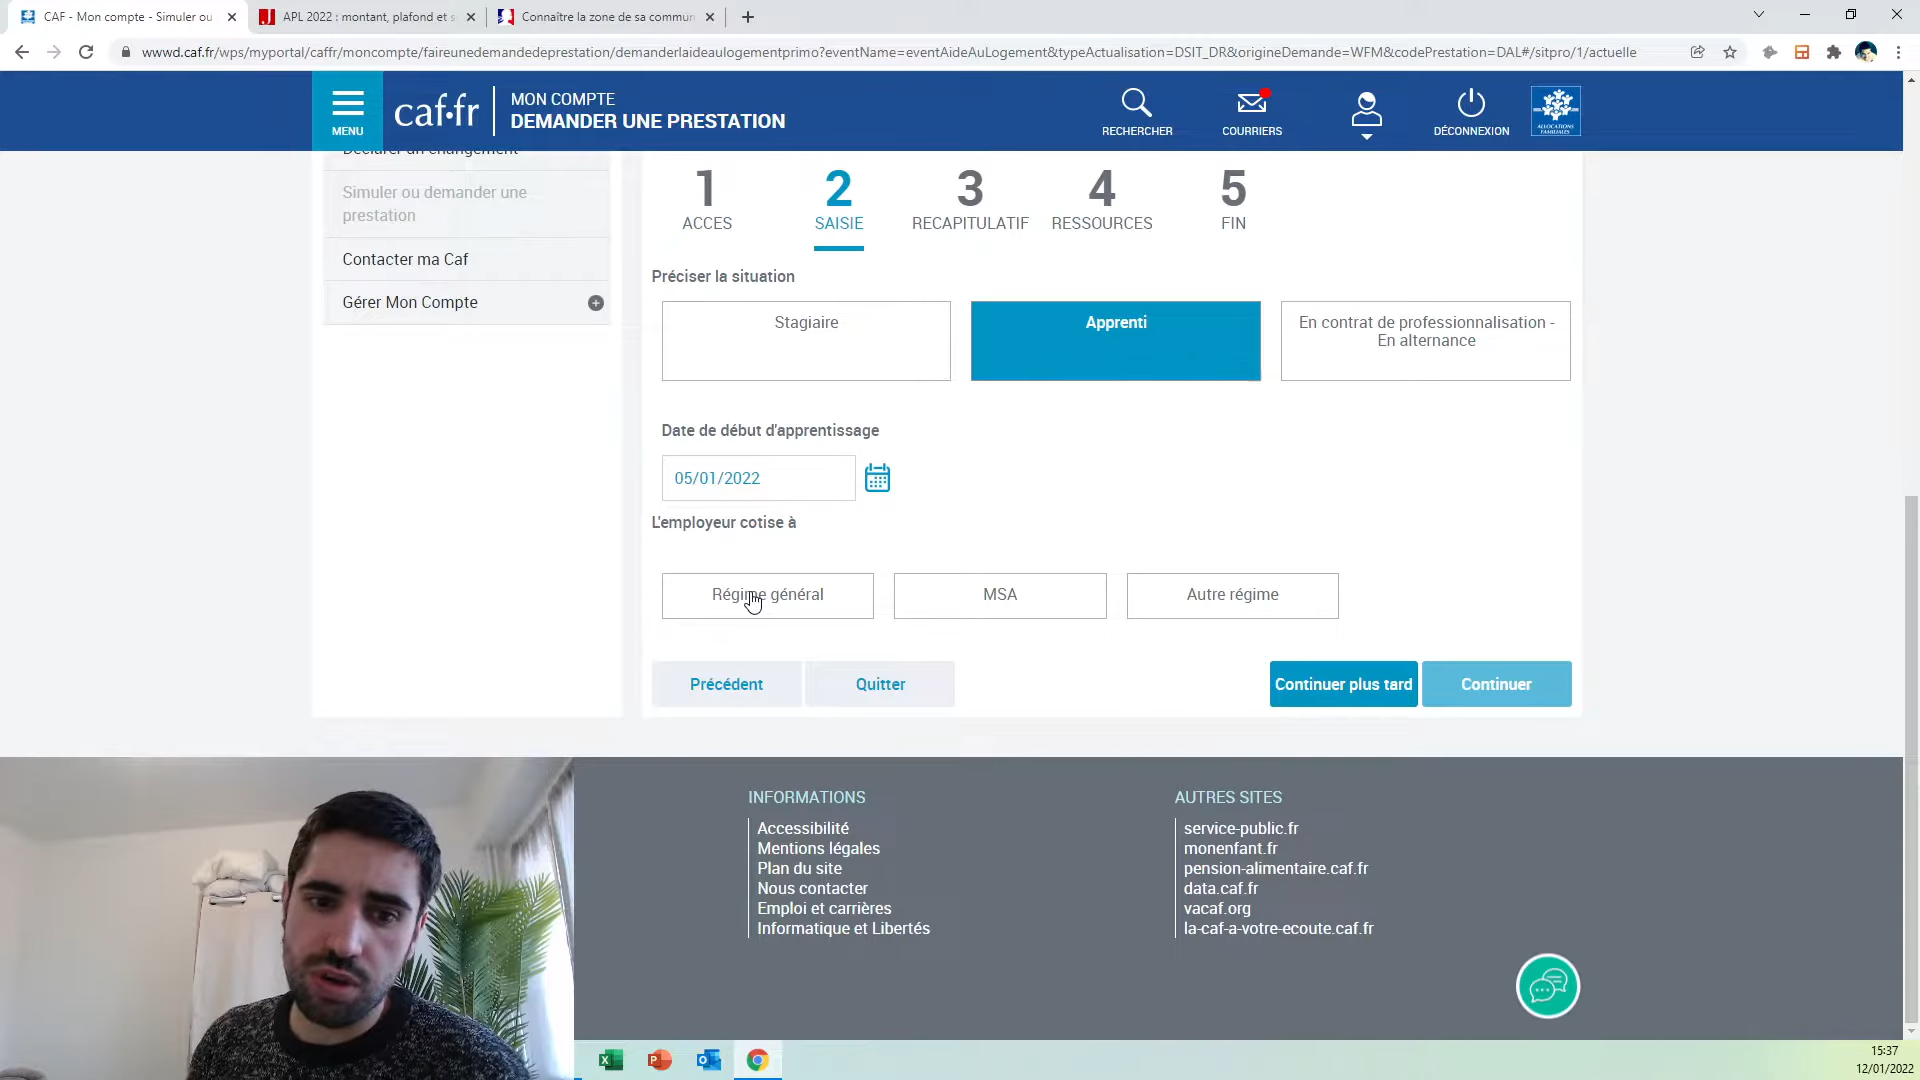 CAF - Mon compte - Simuler ou
APL 2022 : montant, plafond et s
Connaître la zone de sa commun
wwwd.caf.fr/wps/myportal/caffr/moncompte/faireunedemandedeprestation/demanderlaideaulogementprimo?eventName=eventAideAuLogement&typeActualisation=DSIT_DR&origineDemande=WFM&codePrestation=DAL#/sitpro/1/actuelle
MENU
caf.fr
MON COMPTE
DEMANDER UNE PRESTATION
RECHERCHER
COURRIERS
DÉCONNEXION
ALLOCATIONS
FAMILIALES
Déclarer un changement
Simuler ou demander une
prestation
Contacter ma Caf
Gérer Mon Compte
1
ACCES
2
SAISIE
3
RECAPITULATIF
4
RESSOURCES
5
FIN
Préciser la situation
Stagiaire
Apprenti
En contrat de professionnalisation -
En alternance
Date de début d'apprentissage
05/01/2022
L'employeur cotise à
Régime général
MSA
Autre régime
Précédent
Quitter
Continuer plus tard
Continuer
INFORMATIONS
Accessibilité
Mentions légales
Plan du site
Nous contacter
Emploi et carrières
Informatique et Libertés
AUTRES SITES
service-public.fr
monenfant.fr
pension-alimentaire.caf.fr
data.caf.fr
vacaf.org
la-caf-a-votre-ecoute.caf.fr
15:37
12/01/2022